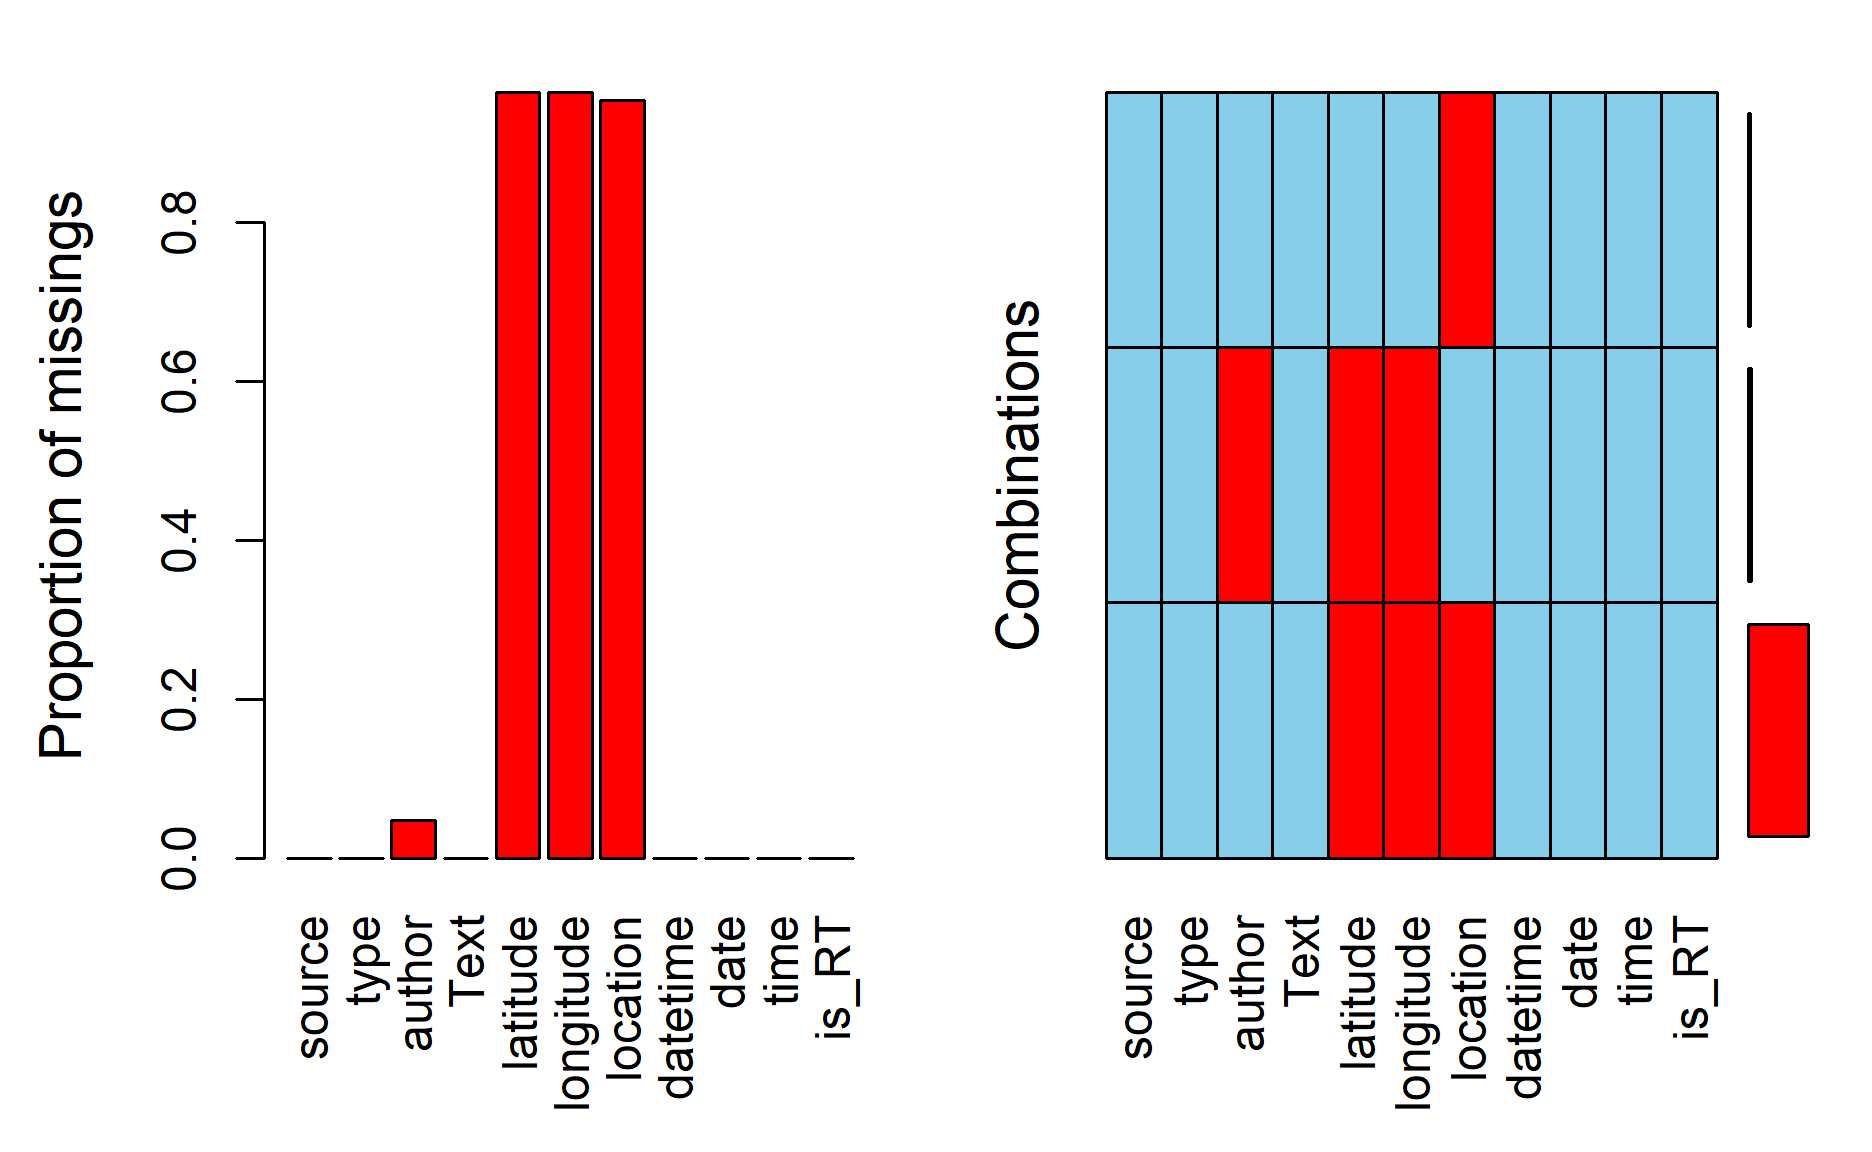 Proportion of missings
0.0
0.2
0.4
0.6
0.8
source
type
author
Text
latitude
longitude
location
datetime
date
time
is_RT
Combinations
source
type
author
Text
latitude
longitude
location
datetime
date
time
is_RT